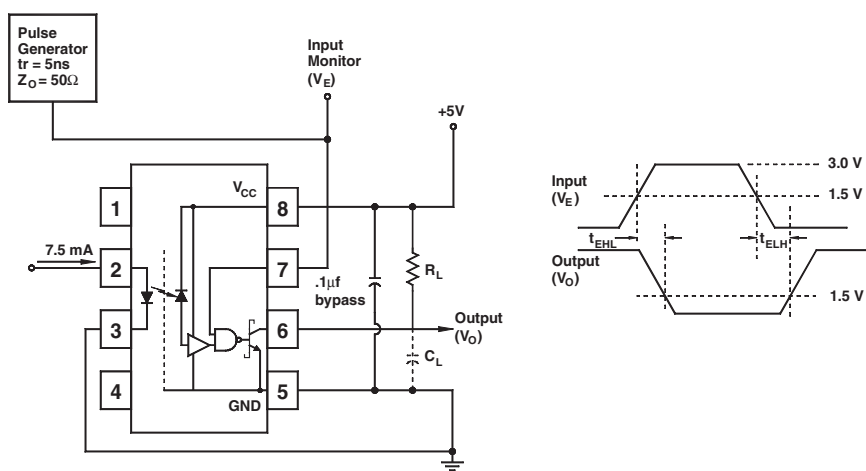 Pulse
Generator
tr = 5ns
ZO = 50Ω
Input
Monitor
(VE)
+5V
7.5 mA
1
2
3
4
VCC
GND
8
7
6
5
.1μf
bypass
RL
CL
Output
(VO)
Input
(VE)
3.0 V
1.5 V
tEHL
tELH
Output
(VO)
1.5 V